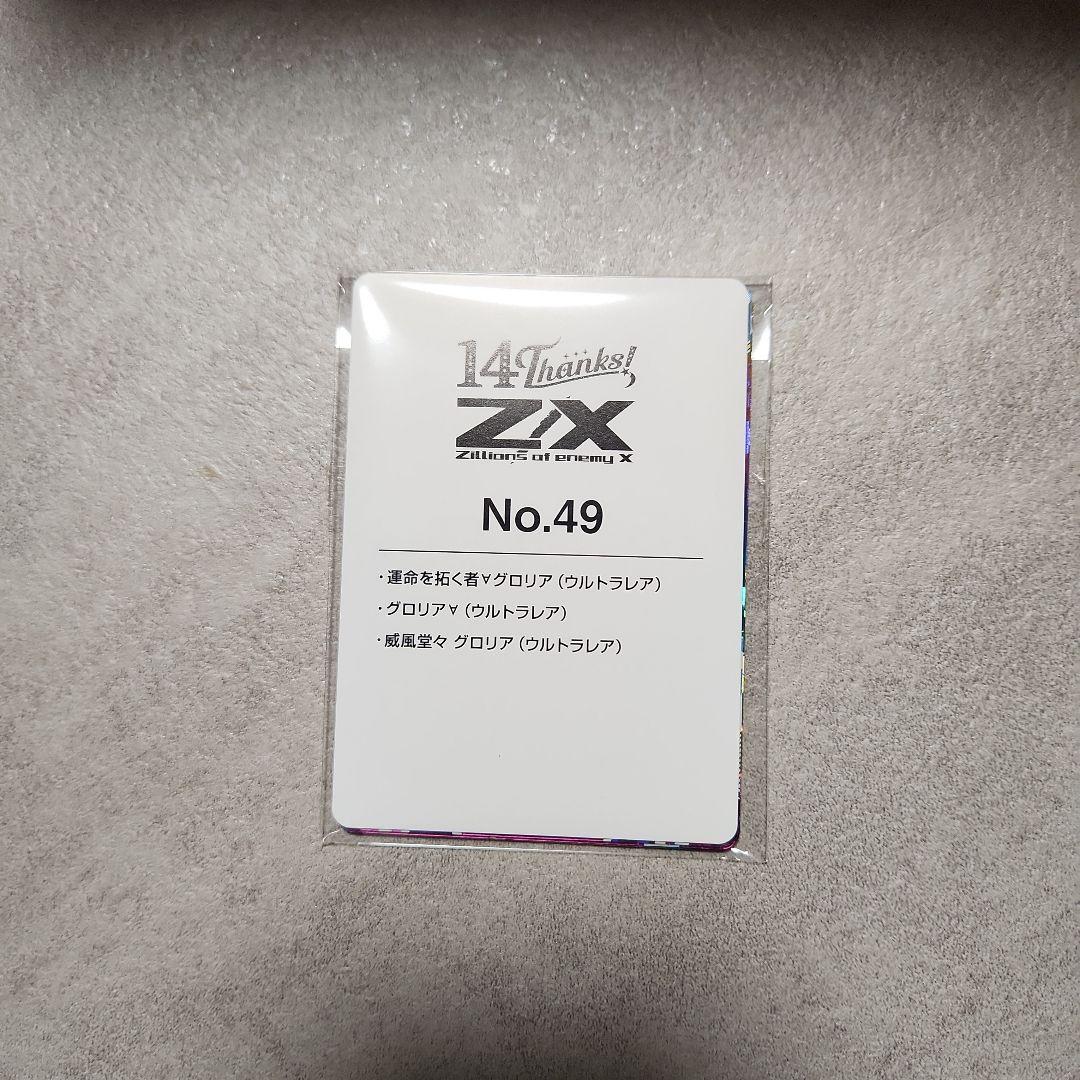 14 Thanks!
Z/X
Zillions of enemy X
No.49
・運命を拓く者∀グロリア（ウルトラレア）
・グロリア∀（ウルトラレア）
・威風堂々 グロリア（ウルトラレア）